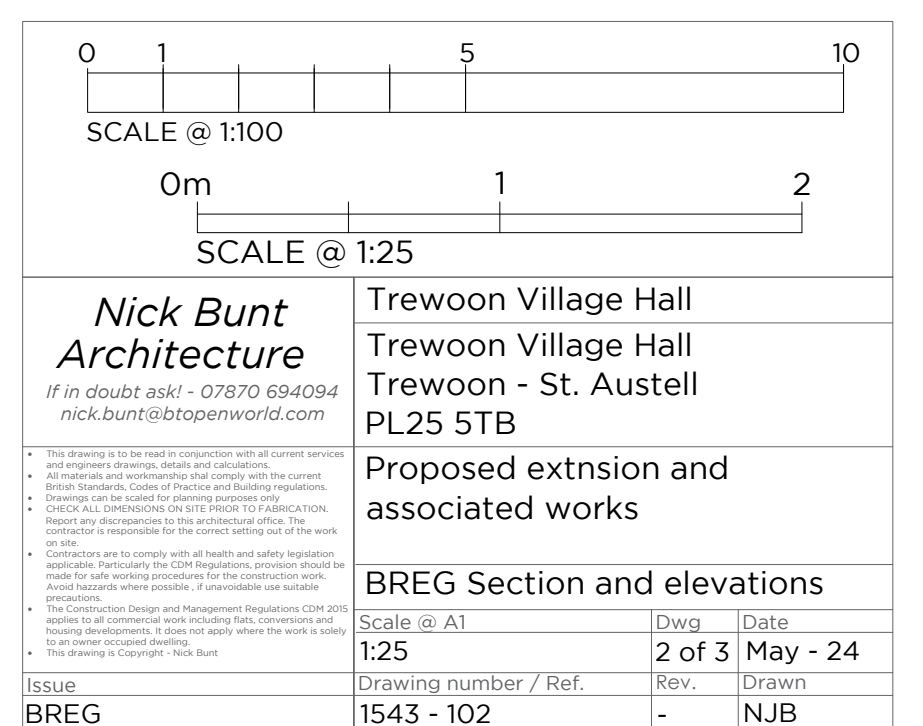 0 1 5 10
SCALE @ 1:100
0m 1 2
SCALE @ 1:25
Nick Bunt
Architecture
If in doubt ask! - 07870 694094
nick.bunt@btopenworld.com
Trewoon Village Hall
Trewoon Village Hall
Trewoon - St. Austell
PL25 5TB
• This drawing is to be read in conjunction with all current services
and engineers drawings, details and calculations.
• All materials and workmanship shal comply with the current
British Standards, Codes of Practice and Building regulations.
• Drawings can be scaled for planning purposes only
• CHECK ALL DIMENSIONS ON SITE PRIOR TO FABRICATION.
Report any discrepancies to this architectural office. The
contractor is responsible for the correct setting out of the work
on site.
• Contractors are to comply with all health and safety legislation
applicable. Particularly the CDM Regulations, provision should be
made for safe working procedures for the construction work.
Avoid hazzards where possible , if unavoidable use suitable
precautions.
• The Construction Design and Management Regulations CDM 2015
applies to all commercial work including flats, conversions and
housing developments. It does not apply where the work is solely
to an owner occupied dwelling.
• This drawing is Copyright - Nick Bunt
Proposed extnsion and
associated works
BREG Section and elevations
Scale @ A1 Dwg Date
1:25 2 of 3 May - 24
Issue Drawing number / Ref. Rev. Drawn
BREG 1543 - 102 - NJB